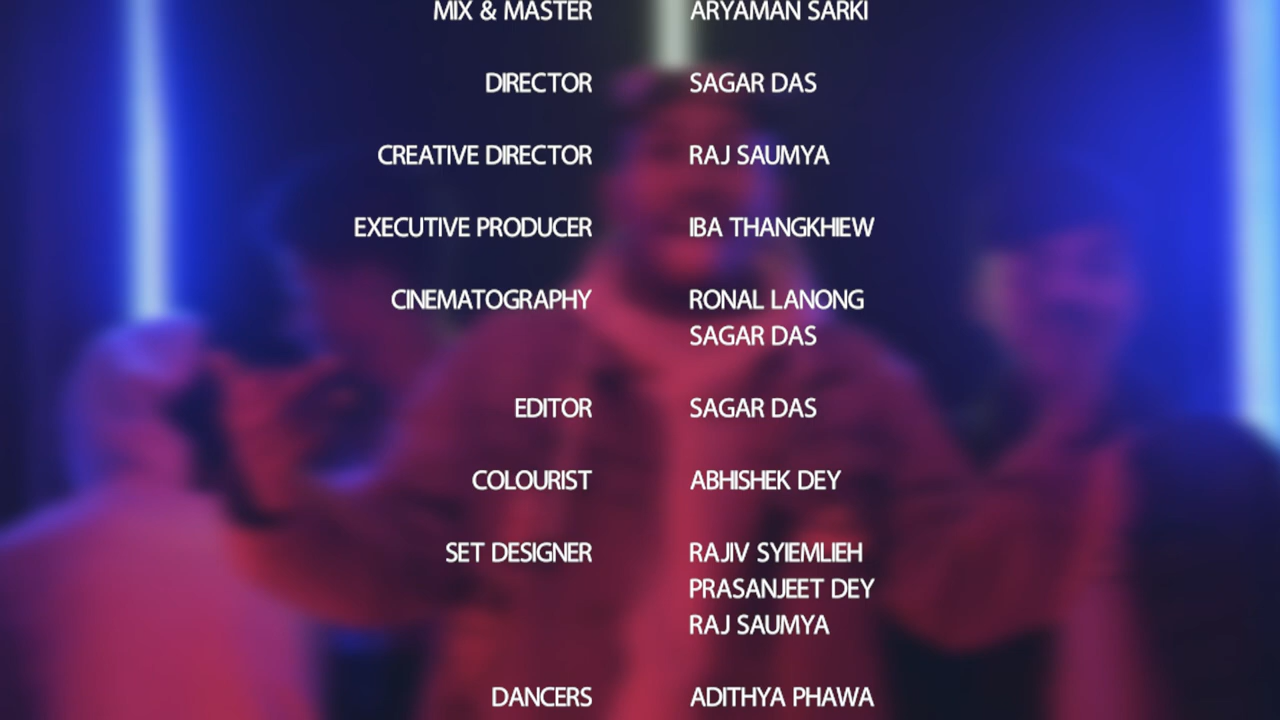 MIX & MASTER ARYAMAN SARKI
DIRECTOR SAGAR DAS
CREATIVE DIRECTOR RAJ SAUMYA
EXECUTIVE PRODUCER IBA THANGKHIEW
CINEMATOGRAPHY RONAL LANONG
SAGAR DAS
EDITOR SAGAR DAS
COLOURIST ABHISHEK DEY
SET DESIGNER RAJIV SYIEMLIEH
PRASANJEET DEY
RAJ SAUMYA
DANCERS ADITHYA PHAWA